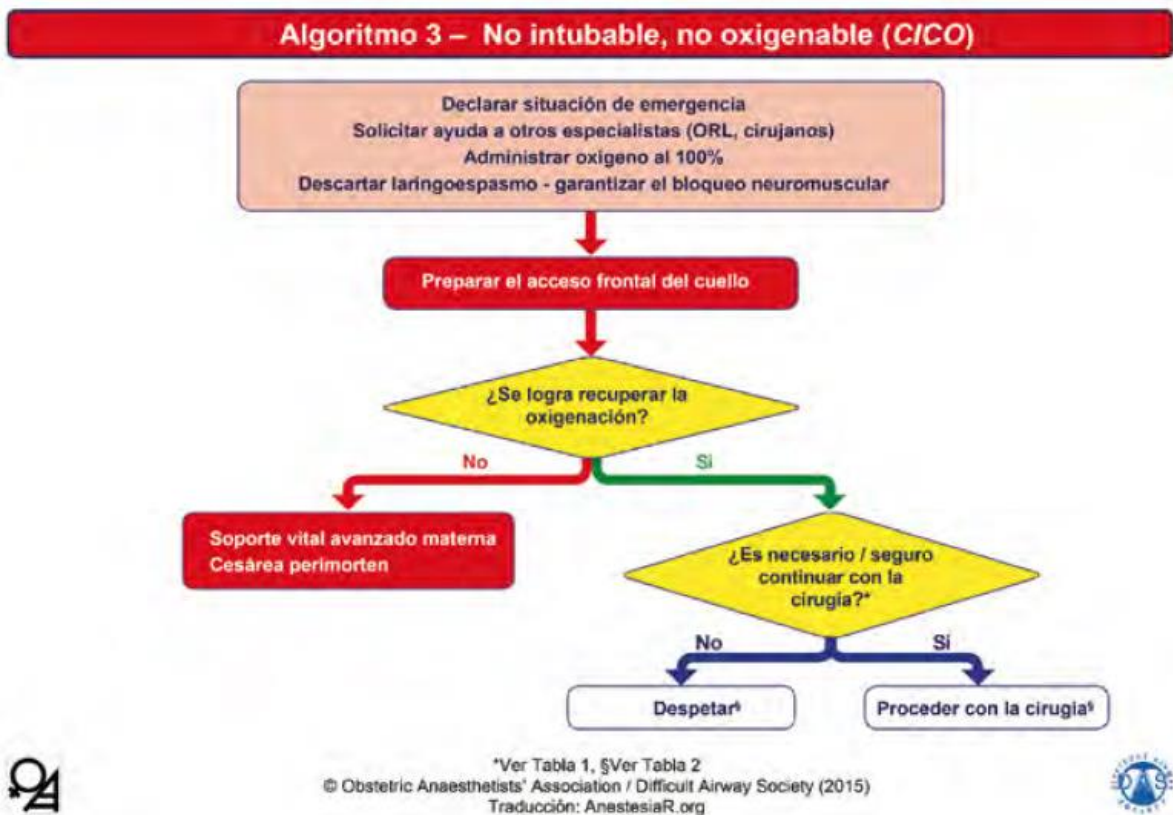 Algoritmo 3 – No intubable, no oxigenable (CICO)
Declarar situación de emergencia
Solicitar ayuda a otros especialistas (ORL, cirujanos)
Administrar oxigeno al 100%
Descartar laringoespasmo - garantizar el bloqueo neuromuscular
Preparar el acceso frontal del cuello
¿Se logra recuperar la
oxigenación?
No
Si
Soporte vital avanzado materna
Cesárea perimorten
¿Es necesario / seguro
continuar con la
cirugía?*
No
Si
Despetar§
Proceder con la cirugia§
*Ver Tabla 1, §Ver Tabla 2
© Obstetric Anaesthetists' Association / Difficult Airway Society (2015)
Traducción: AnestesiaR.org